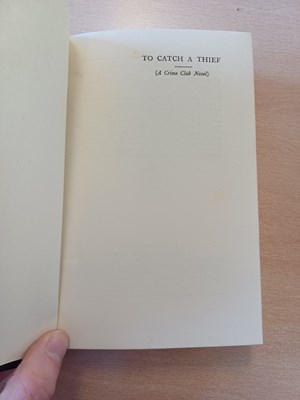 TO CATCH A THIEF
(A Crime Club Novel)